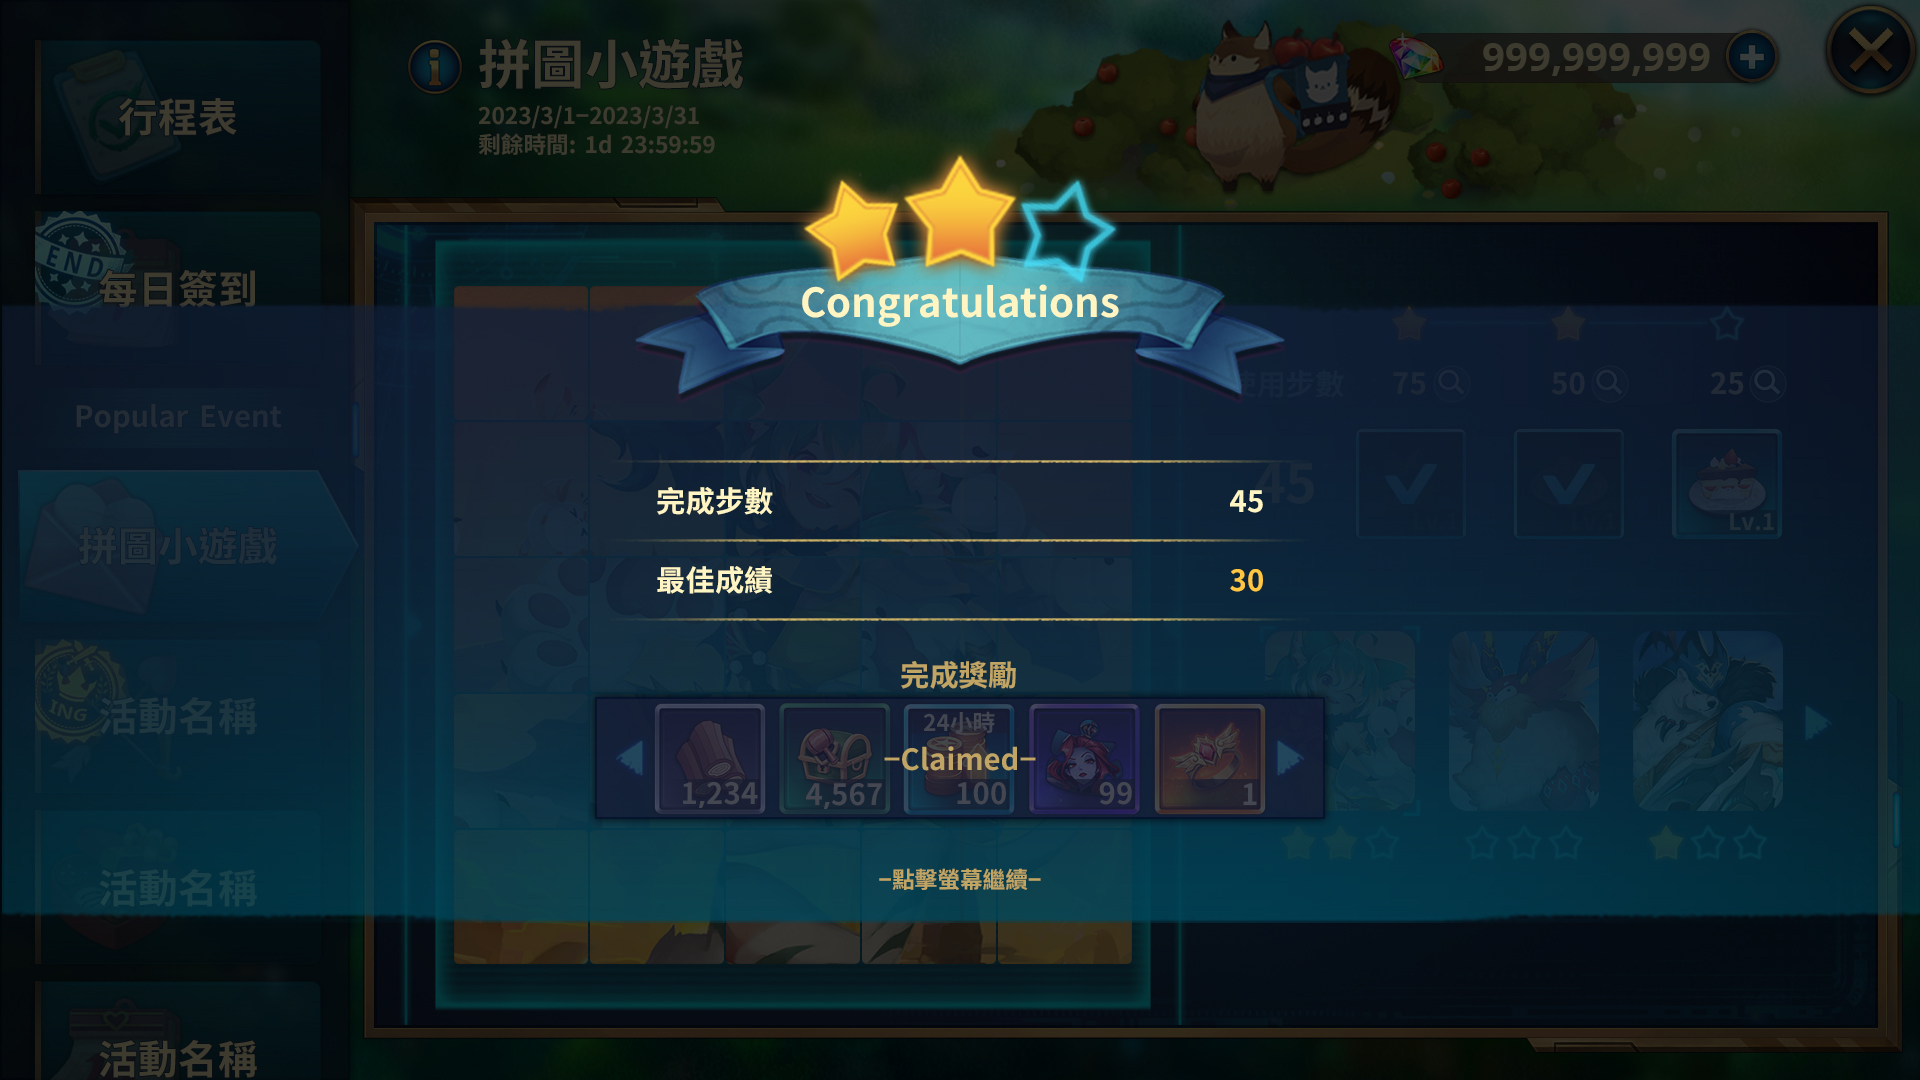 行程表
拼圖小遊戲
2023/3/1-2023/3/31
剩餘時間: 1d 23:59:59
999,999,999
END
每日簽到
Popular Event
拼圖小遊戲
ING
活動名稱
活動名稱
活動名稱
Congratulations
使用步數
75
50
25
45
Lv.1
Lv.1
Lv.1
完成步數
45
最佳成績
30
完成獎勵
24小時
-Claimed-
1,234
4,567
100
99
1
-點擊螢幕繼續-